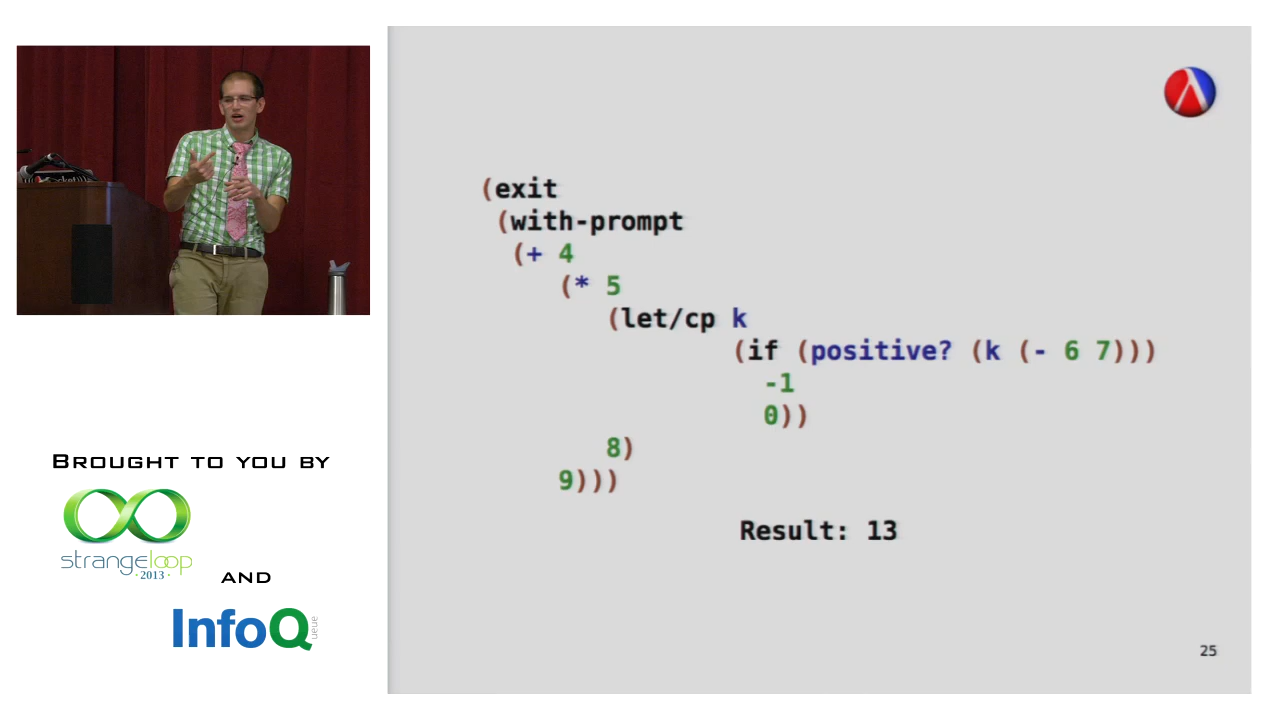 (exit
(with-prompt
(+ 4
(* 5
(let/cp k
(if (positive? (k (- 6 7)))
-1
0))
8)
9)))
Result: 13
25
BROUGHT TO YOU BY
strangeloop
·2013·
AND
InfoQ
ueue